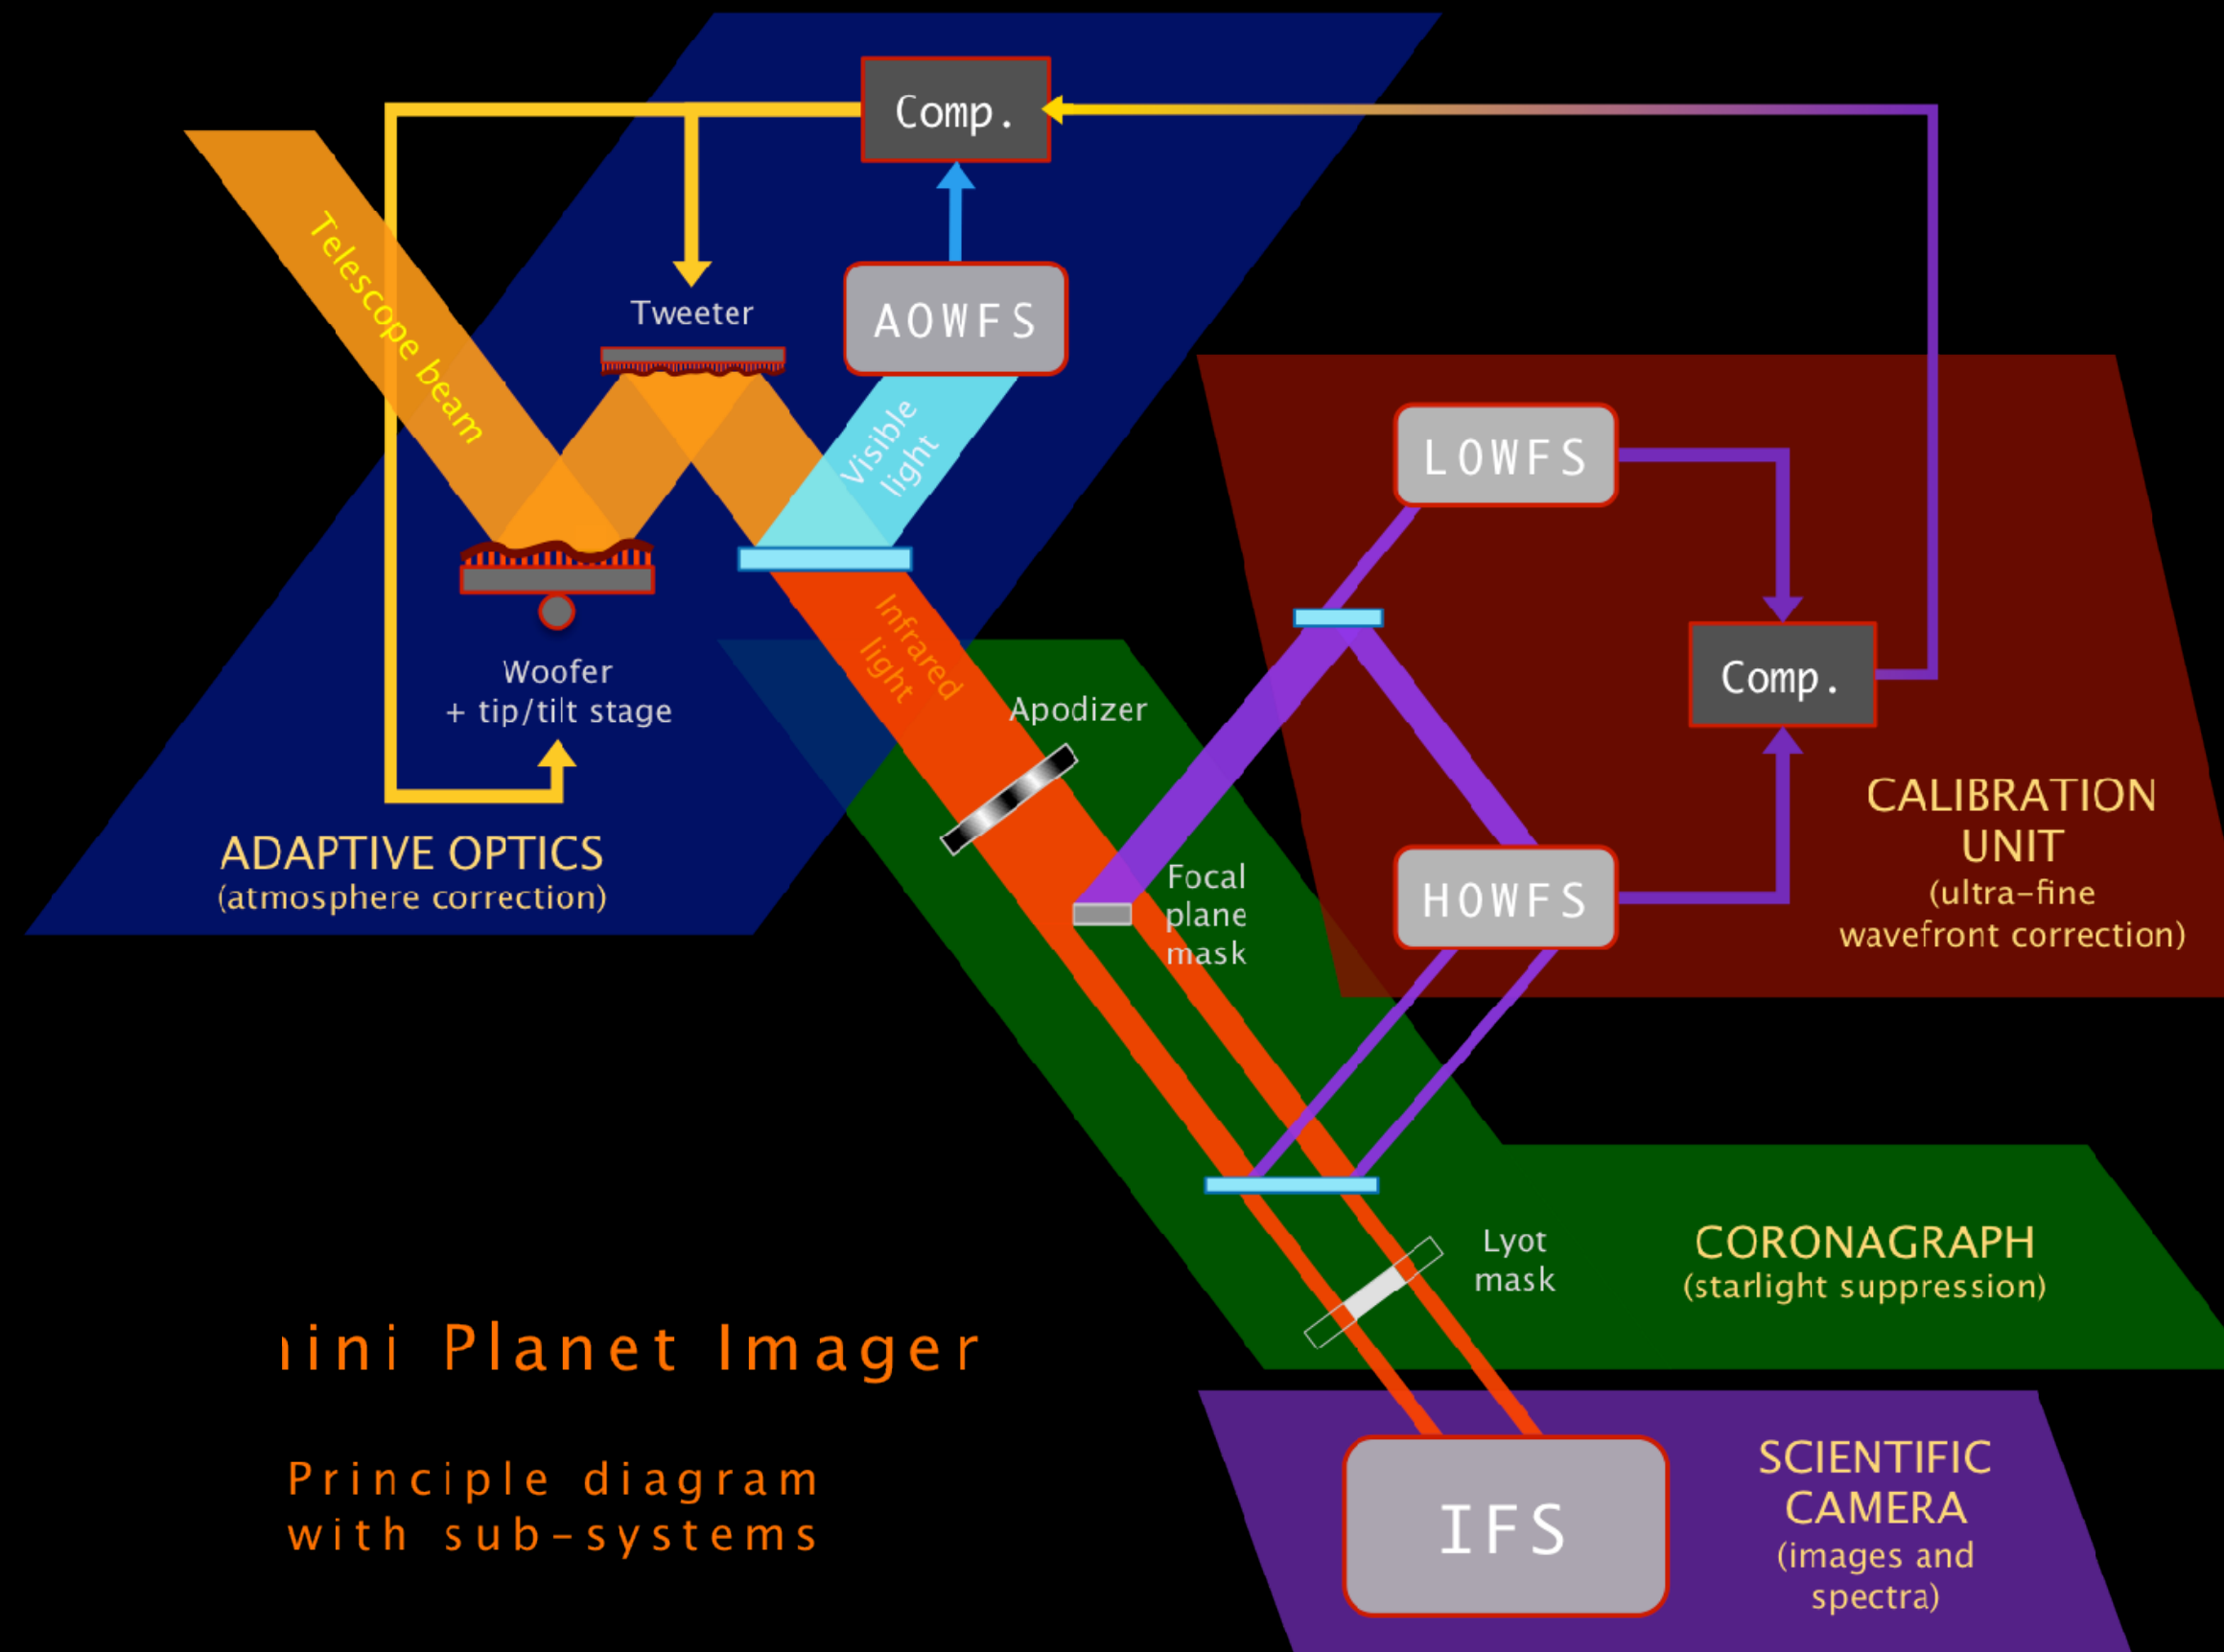 Comp.
Telescope beam
Tweeter
AOWFS
Visible
light
LOWFS
Infrared
light
Woofer
+ tip/tilt stage
Apodizer
Comp.
ADAPTIVE OPTICS
(atmosphere correction)
Focal
plane
mask
HOWFS
CALIBRATION
UNIT
(ultra-fine
wavefront correction)
Lyot
mask
CORONAGRAPH
(starlight suppression)
ini Planet Imager
Principle diagram
with sub-systems
IFS
SCIENTIFIC
CAMERA
(images and
spectra)